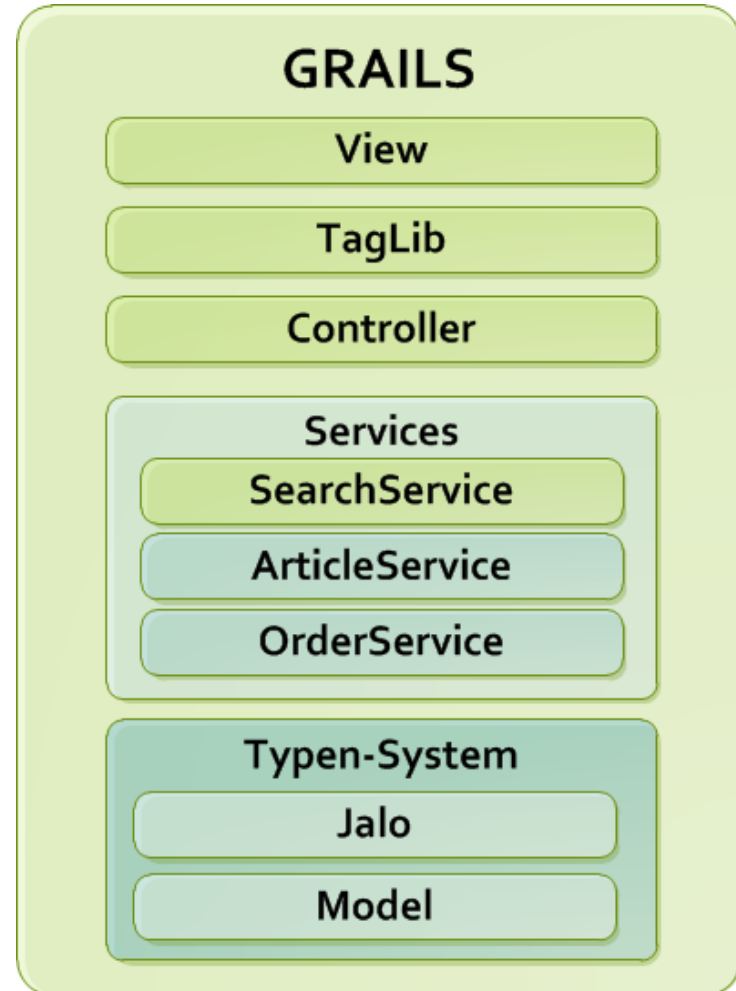 GRAILS
View
TagLib
Controller
Services
SearchService
ArticleService
OrderService
Typen-System
Jalo
Model